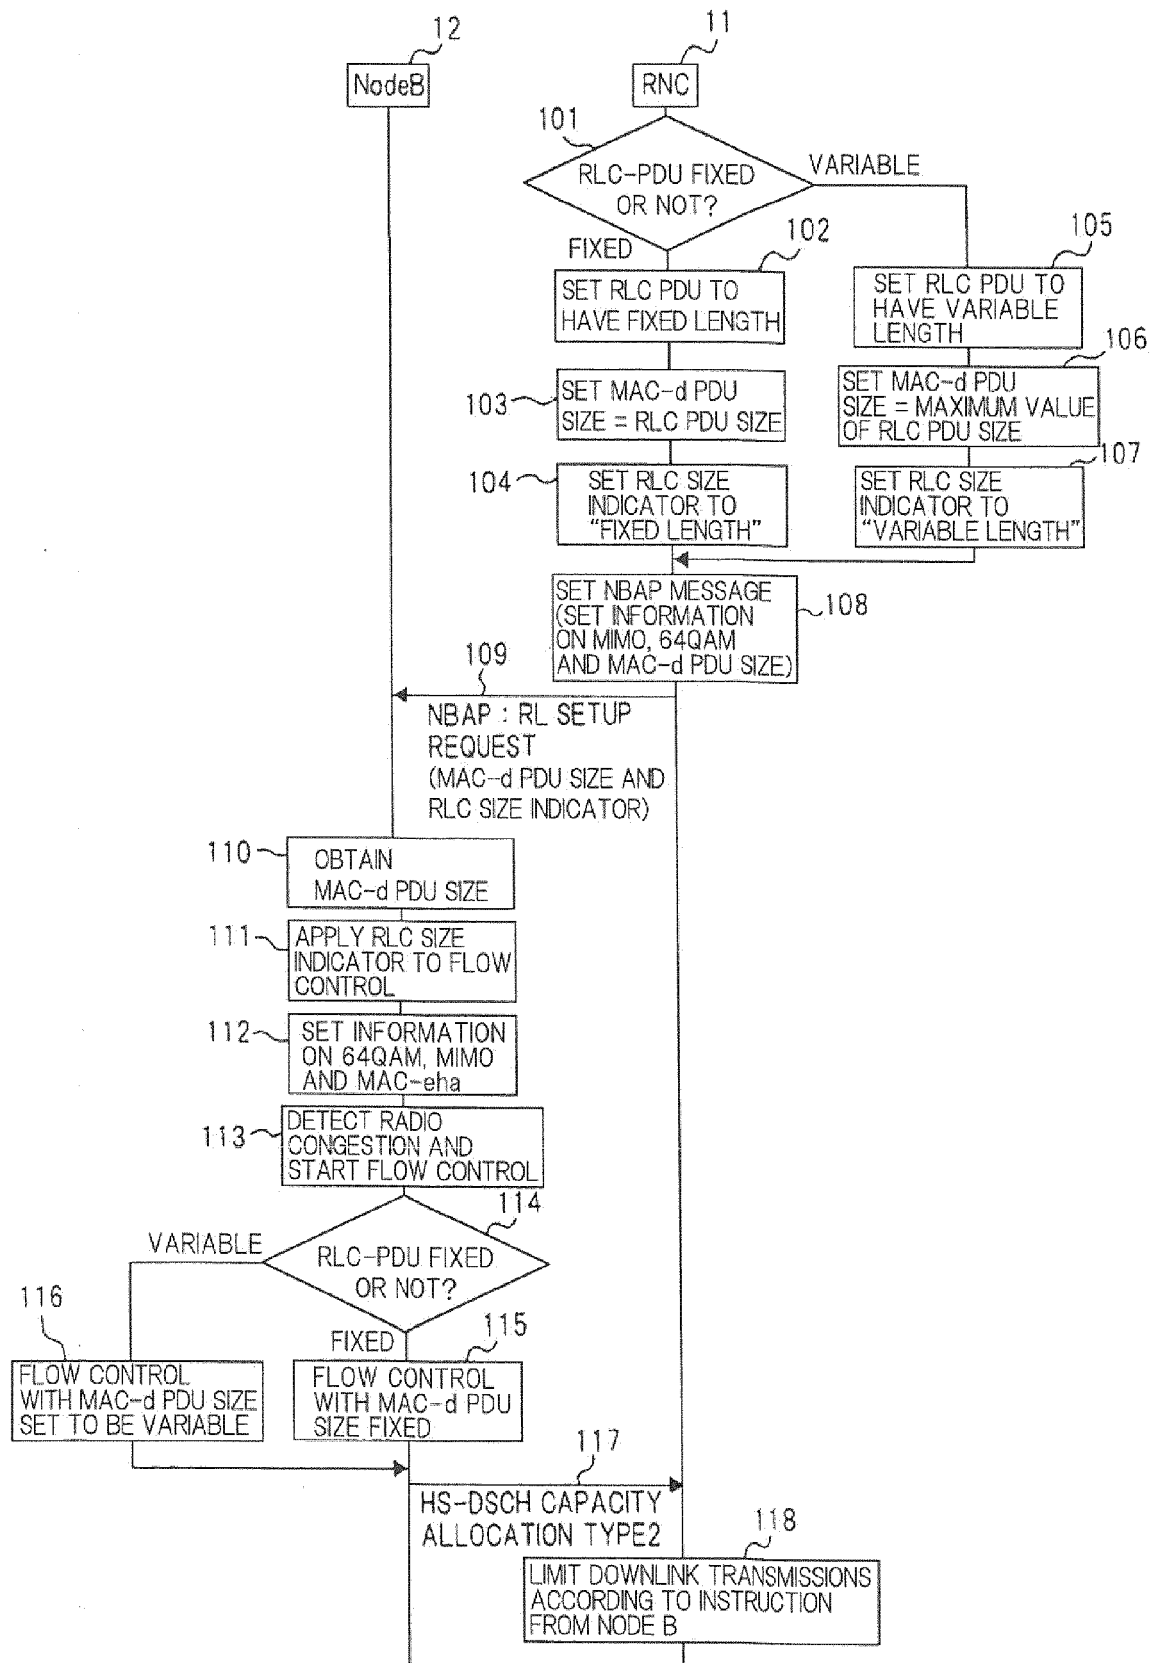 12
11
NodeB
RNC
101
RLC-PDU FIXED
OR NOT?
VARIABLE
FIXED
102
105
SET RLC PDU TO
HAVE FIXED LENGTH
SET RLC PDU TO
HAVE VARIABLE
LENGTH
106
103
SET MAC-d PDU
SIZE = RLC PDU SIZE
SET MAC-d PDU
SIZE = MAXIMUM VALUE
OF RLC PDU SIZE
107
104
SET RLC SIZE
INDICATOR TO
“FIXED LENGTH”
SET RLC SIZE
INDICATOR TO
“VARIABLE LENGTH”
SET NBAP MESSAGE
(SET INFORMATION
ON MIMO, 64QAM
AND MAC-d PDU SIZE)
108
109
NBAP : RL SETUP
REQUEST
(MAC-d PDU SIZE AND
RLC SIZE INDICATOR)
110
OBTAIN
MAC-d PDU SIZE
111
APPLY RLC SIZE
INDICATOR TO FLOW
CONTROL
112
SET INFORMATION
ON 64QAM, MIMO
AND MAC-eha
113
DETECT RADIO
CONGESTION AND
START FLOW CONTROL
114
VARIABLE
RLC-PDU FIXED
OR NOT?
FIXED
116
115
FLOW CONTROL
WITH MAC-d PDU SIZE
SET TO BE VARIABLE
FLOW CONTROL
WITH MAC-d PDU
SIZE FIXED
117
HS-DSCH CAPACITY
ALLOCATION TYPE2
118
LIMIT DOWNLINK TRANSMISSIONS
ACCORDING TO INSTRUCTION
FROM NODE B